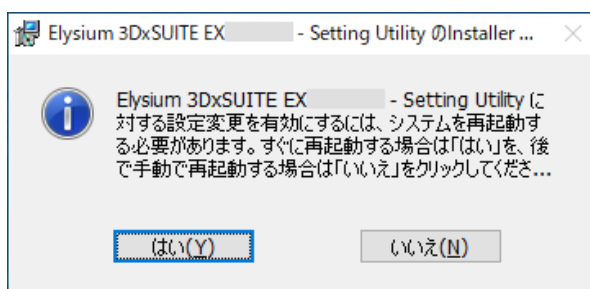 Elysium 3DxSUITE EX - Setting Utility のInstaller ...
Elysium 3DxSUITE EX - Setting Utility に
対する設定変更を有効にするには、システムを再起動す
る必要があります。すぐに再起動する場合は「はい」を、後
で手動で再起動する場合は「いいえ」をクリックしてくださ...
はい(Y)
いいえ(N)